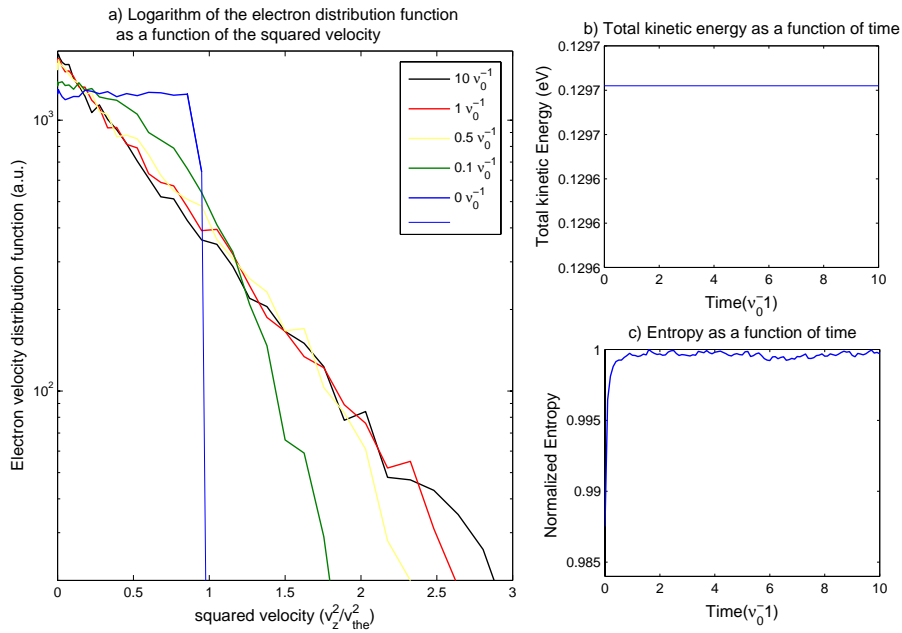 a) Logarithm of the electron distribution function
as a function of the squared velocity
Electron velocity distribution function (a.u.)
10³
10²
0
0.5
1
1.5
2
2.5
3
squared velocity (v_z²/v_the²)
10 ν₀⁻¹
1 ν₀⁻¹
0.5 ν₀⁻¹
0.1 ν₀⁻¹
0 ν₀⁻¹
b) Total kinetic energy as a function of time
Total kinetic Energy (eV)
0.1297
0.1297
0.1297
0.1296
0.1296
0.1296
0
2
4
6
8
10
Time(ν₀⁻1)
c) Entropy as a function of time
Normalized Entropy
1
0.995
0.99
0.985
0
2
4
6
8
10
Time(ν₀⁻1)